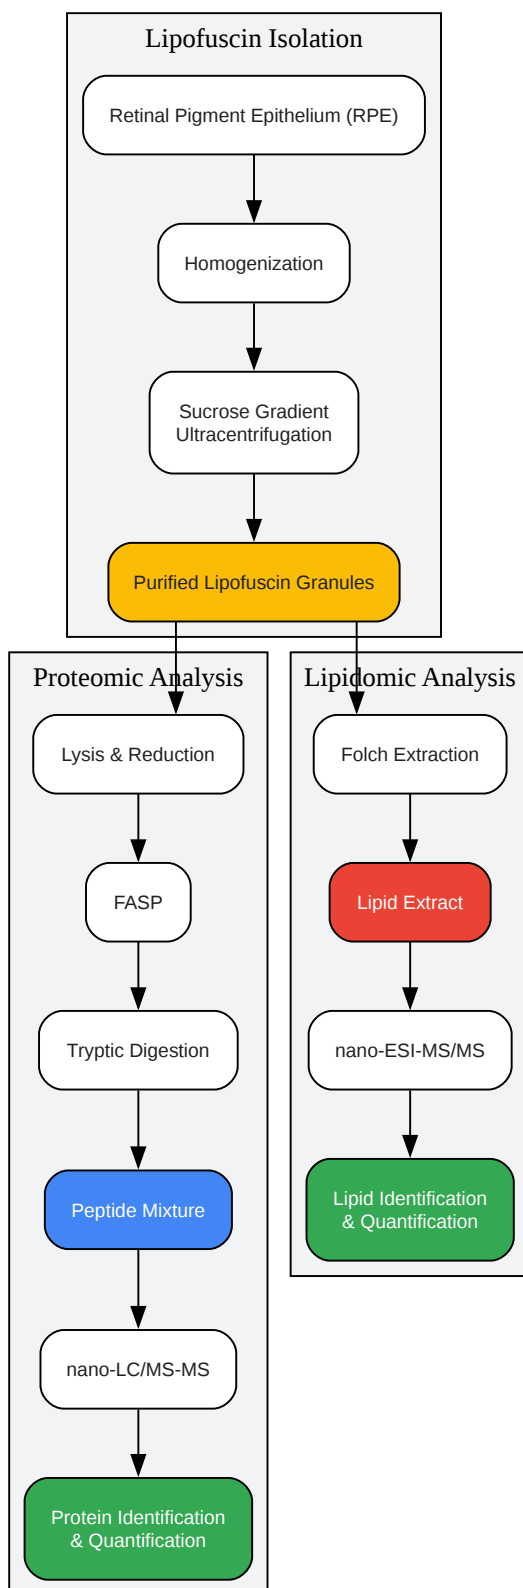 Lipofuscin Isolation
Retinal Pigment Epithelium (RPE)
Homogenization
Sucrose Gradient
Ultracentrifugation
Purified Lipofuscin Granules
Proteomic Analysis
Lysis & Reduction
FASP
Tryptic Digestion
Peptide Mixture
nano-LC/MS-MS
Protein Identification
& Quantification
Lipidomic Analysis
Folch Extraction
Lipid Extract
nano-ESI-MS/MS
Lipid Identification
& Quantification